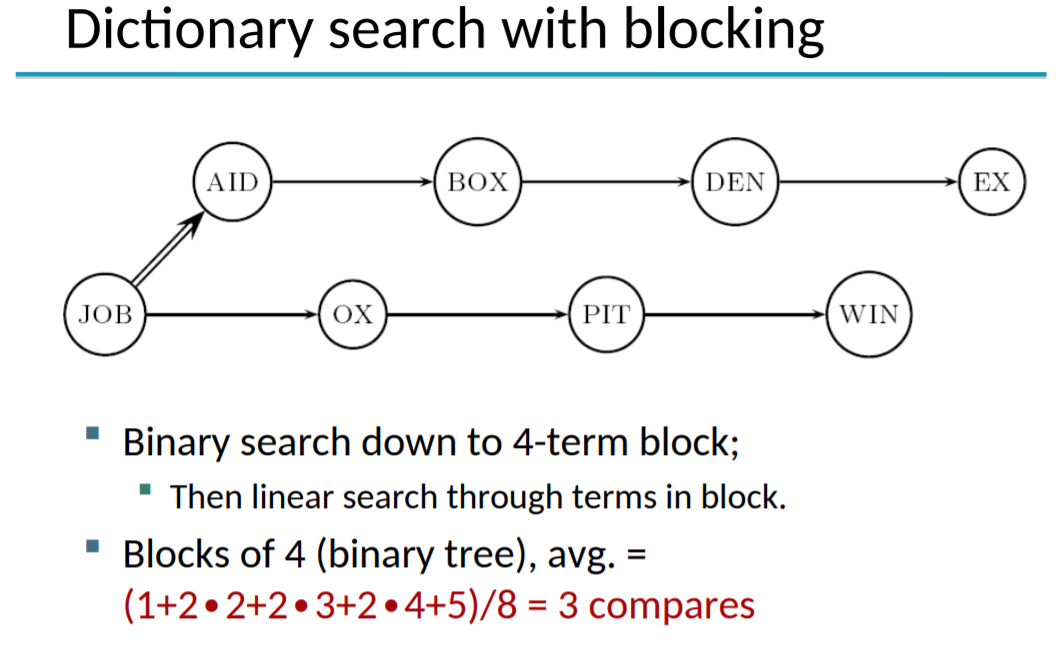 Dictionary search with blocking
AID BOX DEN EX
JOB OX PIT WIN
▪ Binary search down to 4-term block;
▪ Then linear search through terms in block.
▪ Blocks of 4 (binary tree), avg. =
(1+2•2+2•3+2•4+5)/8 = 3 compares